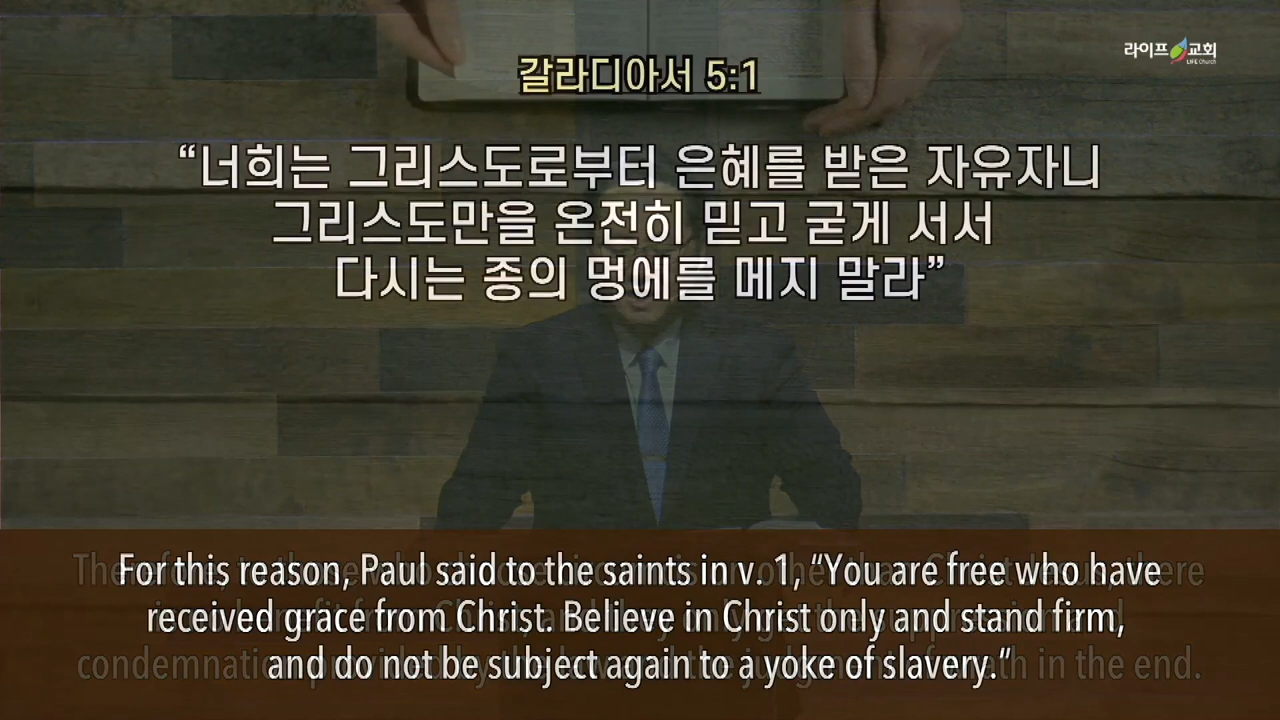 라이프 교회
LIFE Church
갈라디아서 5:1
“너희는 그리스도로부터 은혜를 받은 자유자니
그리스도만을 온전히 믿고 굳게 서서
다시는 종의 멍에를 메지 말라”
For this reason, Paul said to the saints in v. 1, “You are free who have
received grace from Christ. Believe in Christ only and stand firm,
and do not be subject again to a yoke of slavery.“